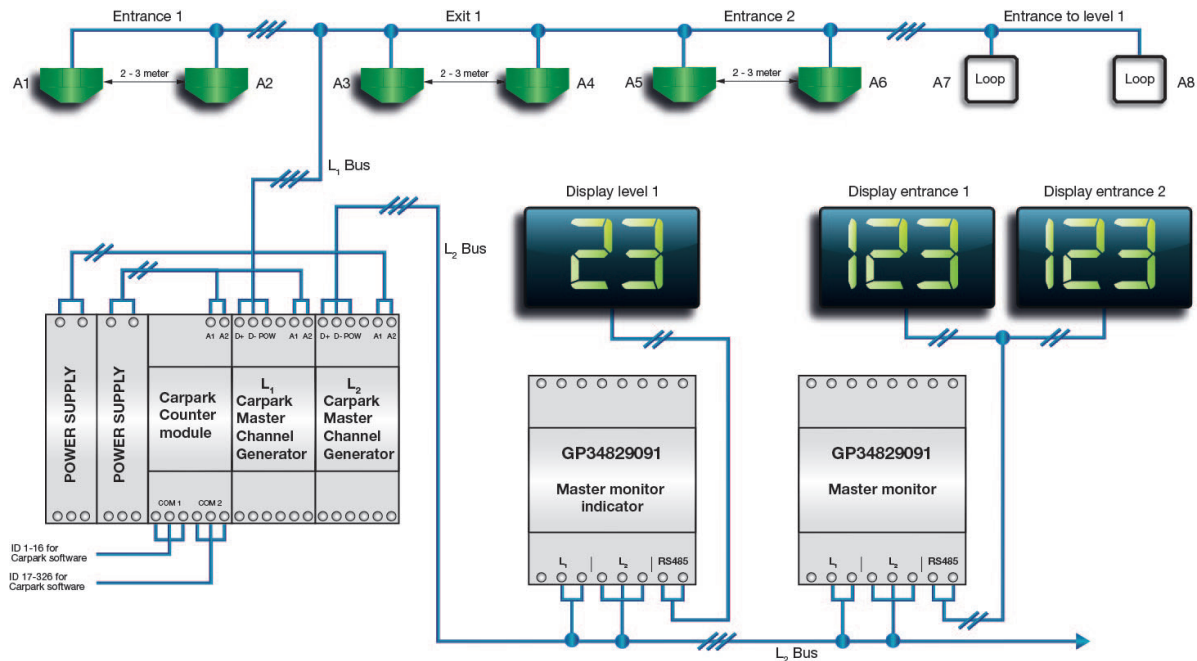 Entrance 1
Exit 1
Entrance 2
Entrance to level 1
A1
2 - 3 meter
A2
A3
2 - 3 meter
A4
A5
2 - 3 meter
A6
A7
Loop
Loop
A8
L₁ Bus
L₂ Bus
Display level 1
23
Display entrance 1
123
Display entrance 2
123
A1 A2
D+ D- POW A1 A2
D+ D- POW A1 A2
POWER SUPPLY
POWER SUPPLY
Carpark
Counter
module
L₁
Carpark
Master
Channel
Generator
L₂
Carpark
Master
Channel
Generator
COM 1
COM 2
ID 1-16 for
Carpark software
ID 17-326 for
Carpark software
GP34829091
Master monitor
indicator
L₁ L₂ RS485
GP34829091
Master monitor
L₁ L₂ RS485
L₂ Bus